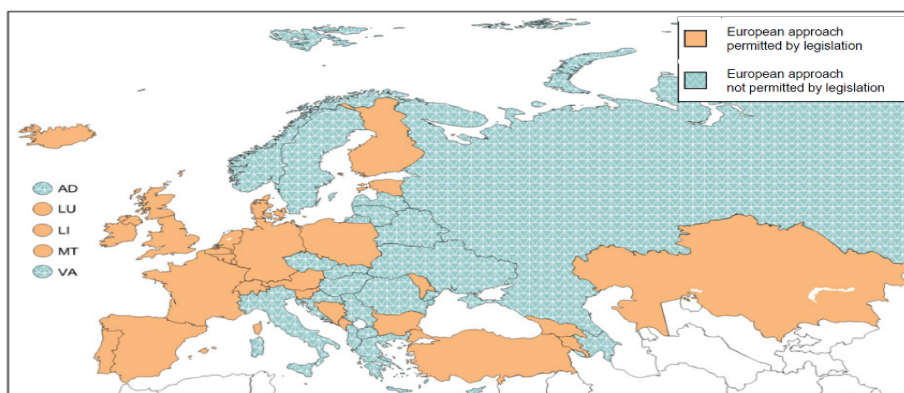 European approach
permitted by legislation
European approach
not permitted by legislation
AD
LU
LI
MT
VA